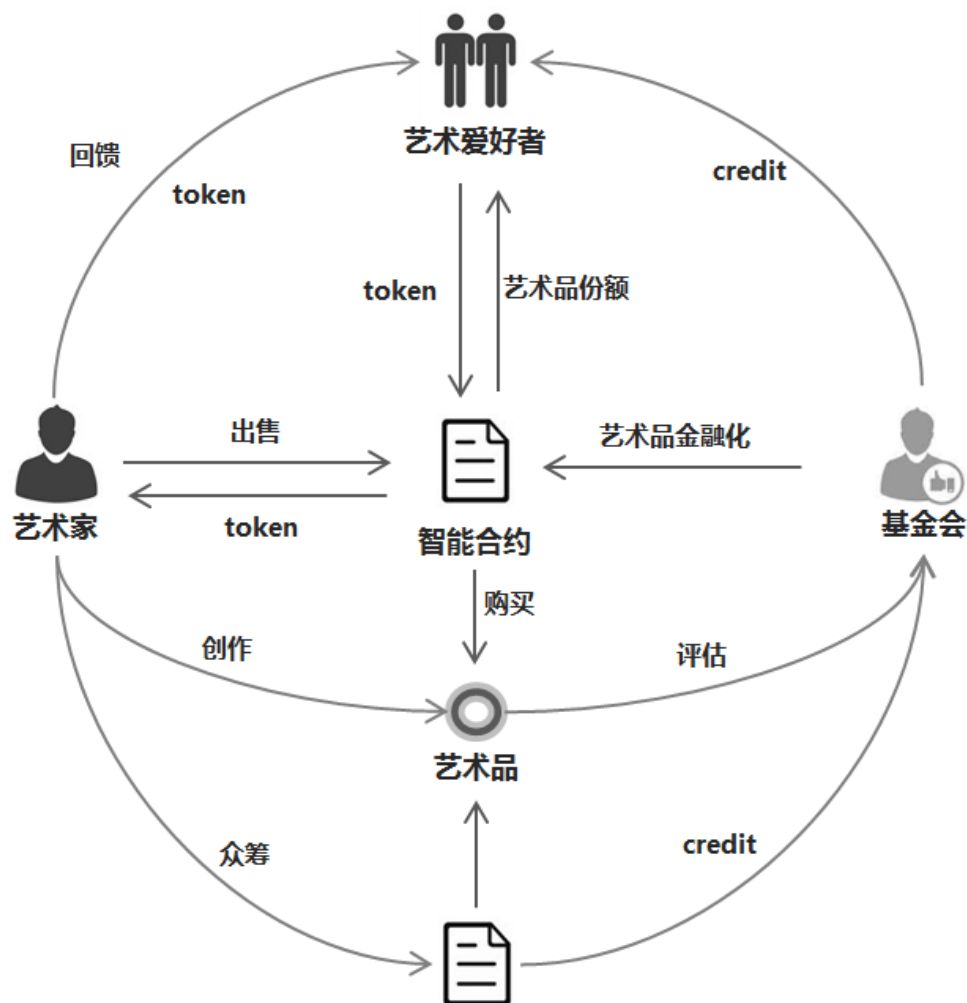 艺术爱好者
回馈
token
credit
token
艺术品份额
出售
艺术品金融化
艺术家
token
智能合约
基金会
购买
创作
评估
艺术品
众筹
credit